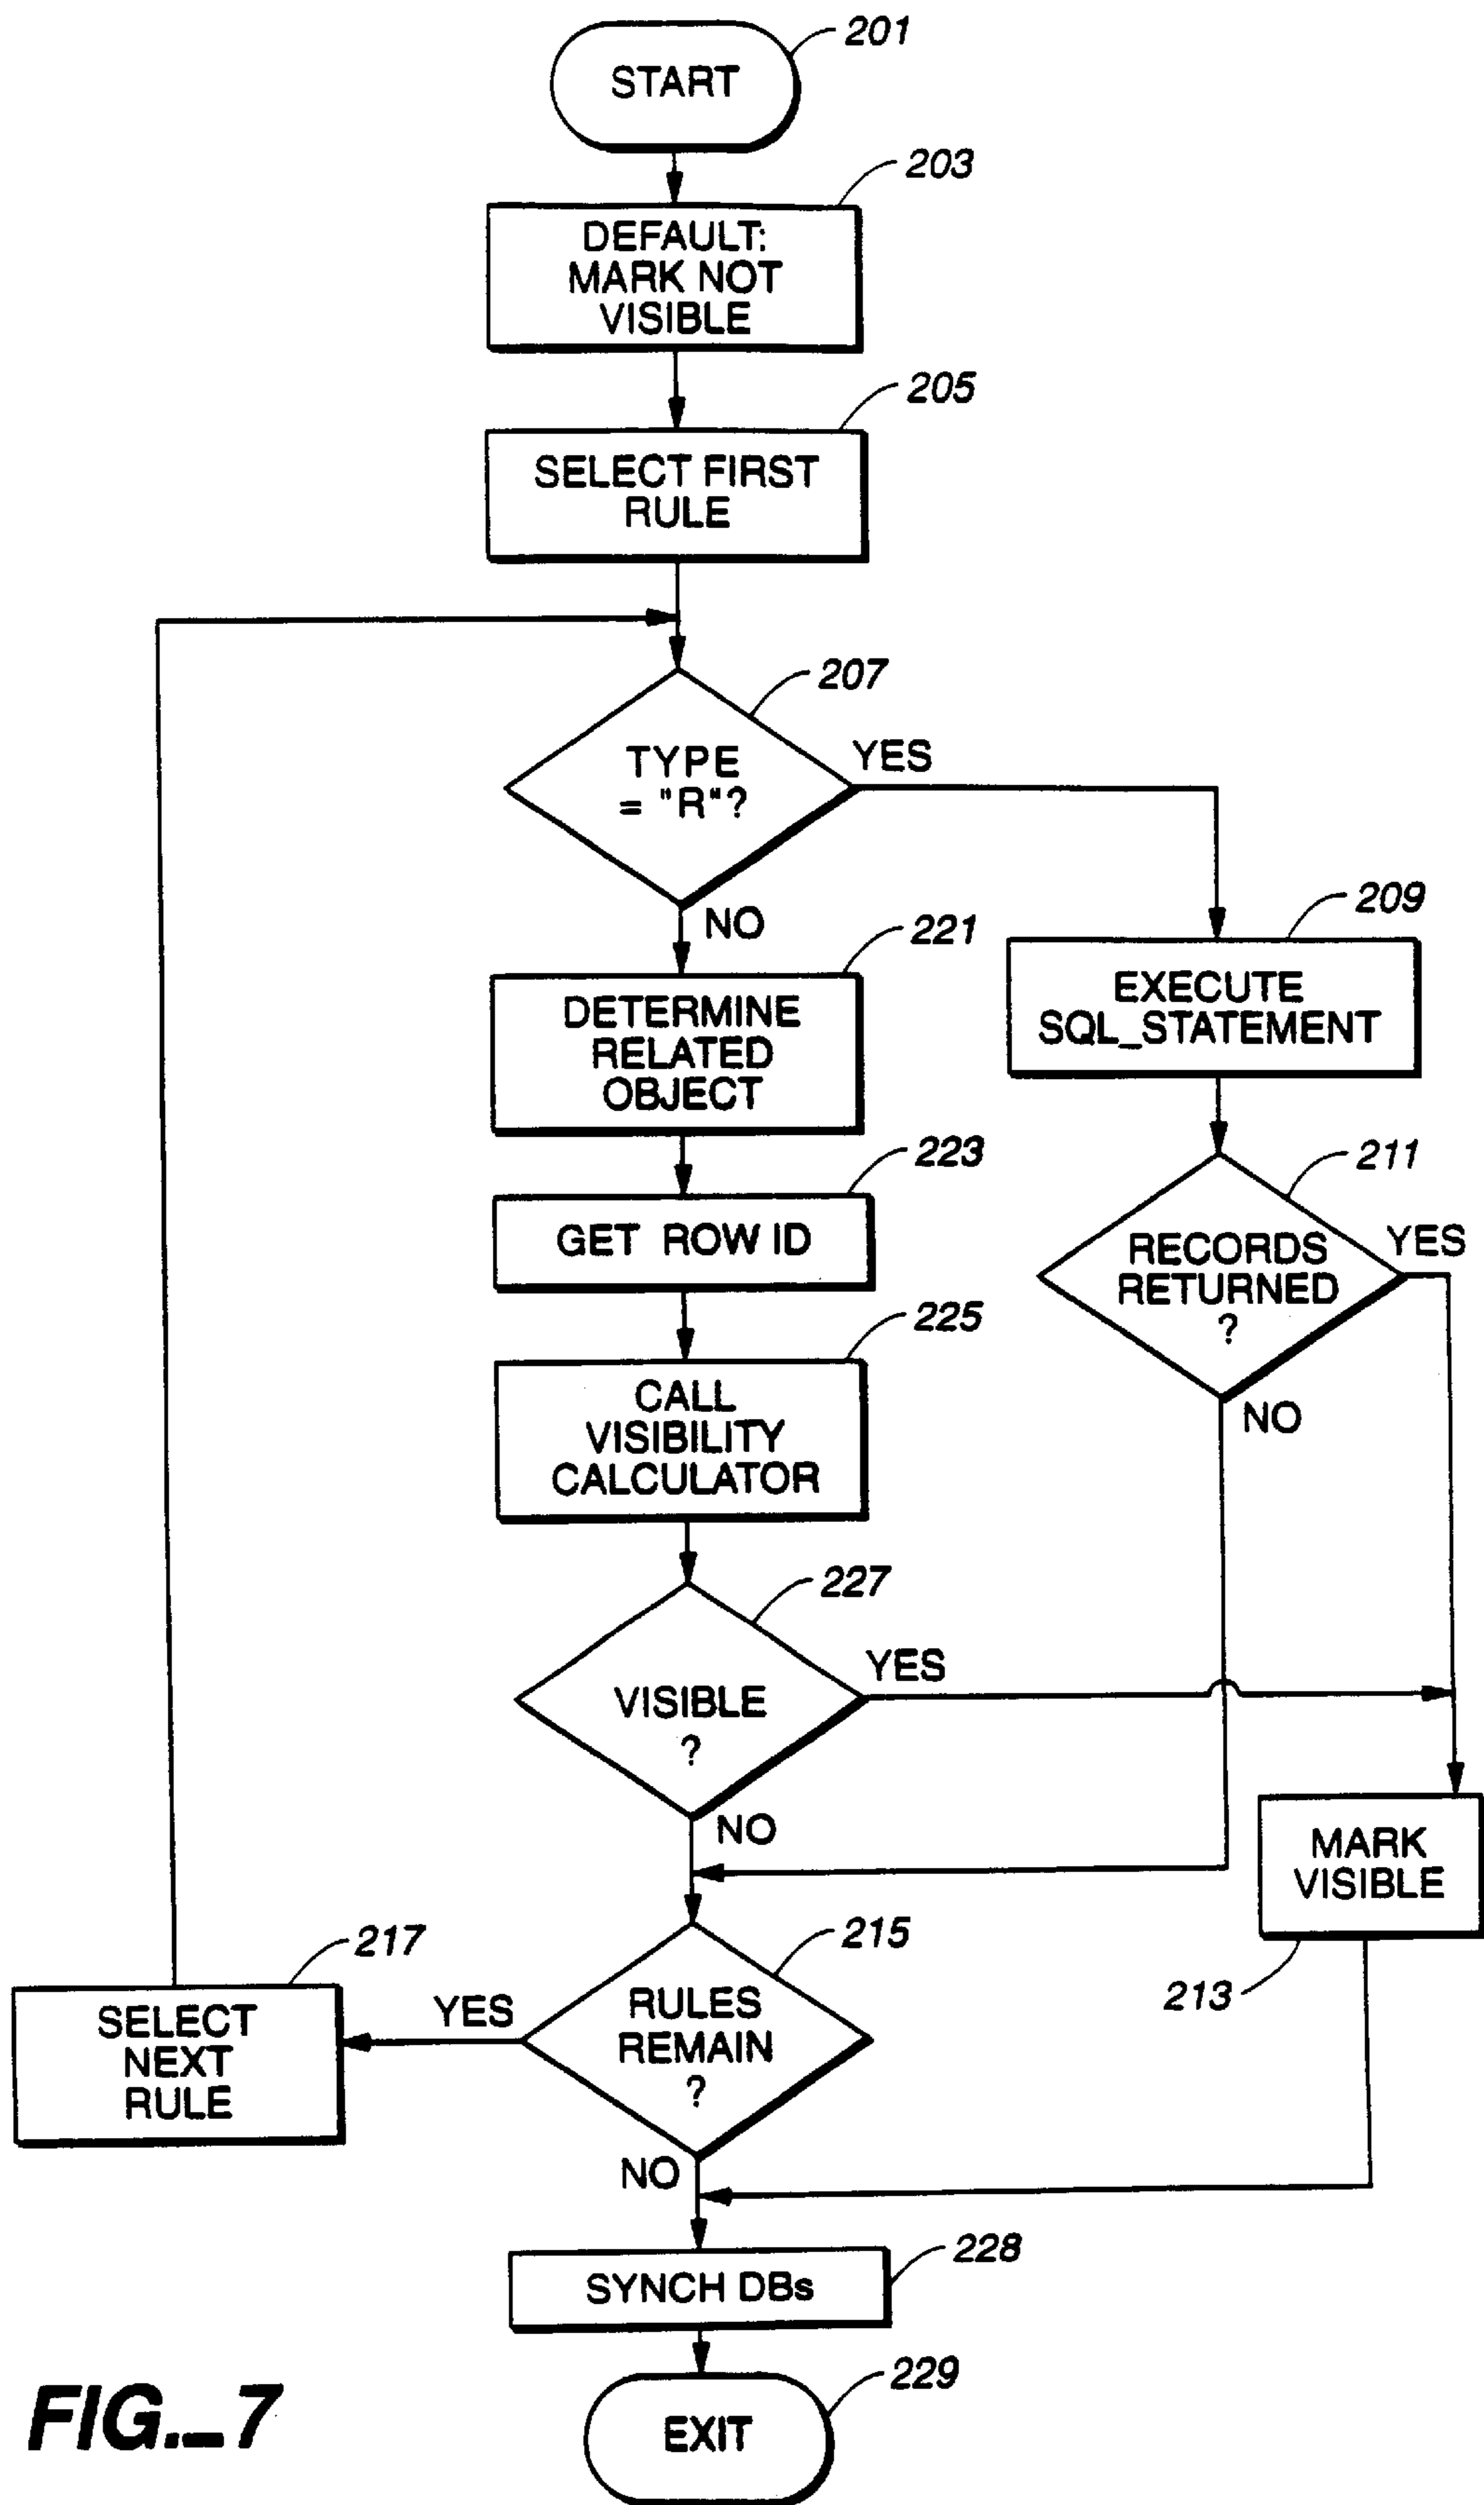 201
START
203
DEFAULT:
MARK NOT
VISIBLE
205
SELECT FIRST
RULE
207
TYPE
= "R"?
YES
NO
209
EXECUTE
SQL_STATEMENT
221
DETERMINE
RELATED
OBJECT
211
RECORDS
RETURNED
?
YES
NO
223
GET ROW ID
225
CALL
VISIBILITY
CALCULATOR
227
VISIBLE
?
YES
NO
MARK
VISIBLE
213
215
RULES
REMAIN
?
YES
NO
217
SELECT
NEXT
RULE
228
SYNCH DBs
229
EXIT
FIG._7